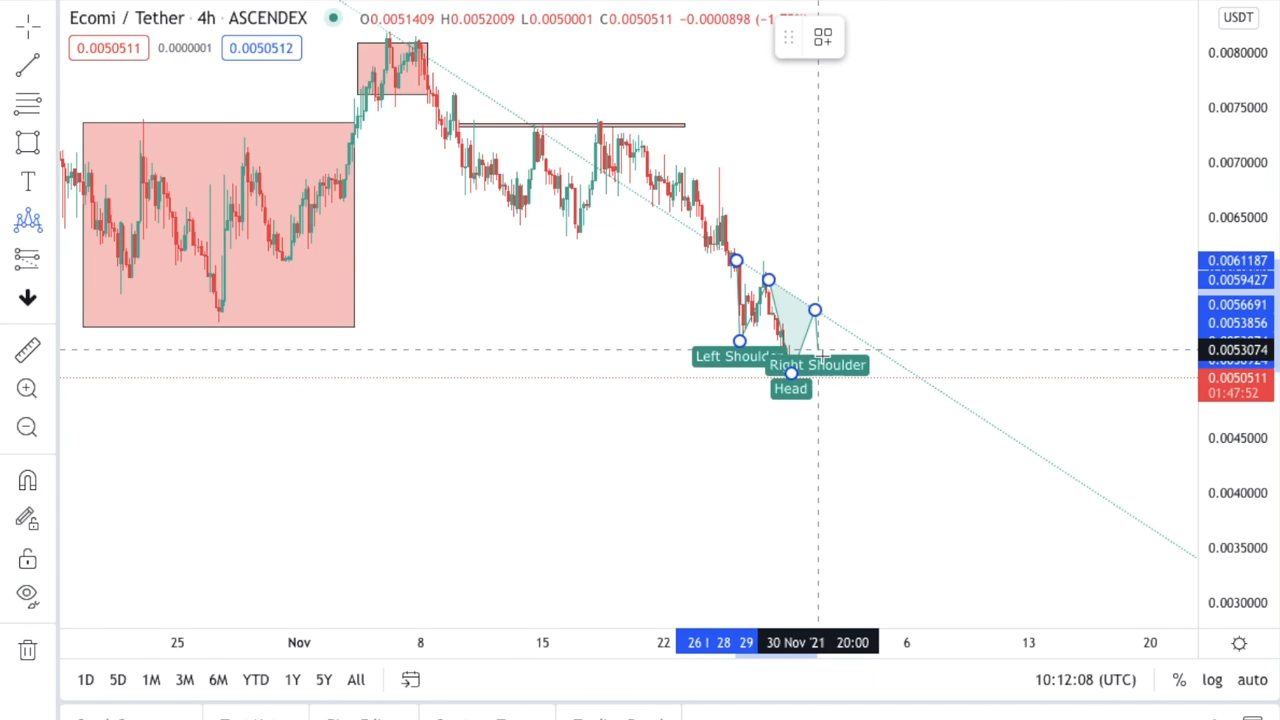 Ecomi / Tether · 4h · ASCENDEX O0.0051409 H0.0052009 L0.0050001 C0.0050511 −0.0000898
USDT
0.0050511 0.0000001 0.0050512
0.0080000
0.0075000
0.0070000
0.0065000
0.0061187
0.0059427
0.0056691
0.0053856
0.0053074
0.0050511
01:47:52
0.0045000
0.0040000
0.0035000
0.0030000
Left Shoulde
Right Shoulder
Head
25 Nov 8 15 22 26 28 29 30 Nov '21 20:00 6 13 20
1D 5D 1M 3M 6M YTD 1Y 5Y All 10:12:08 (UTC) % log auto